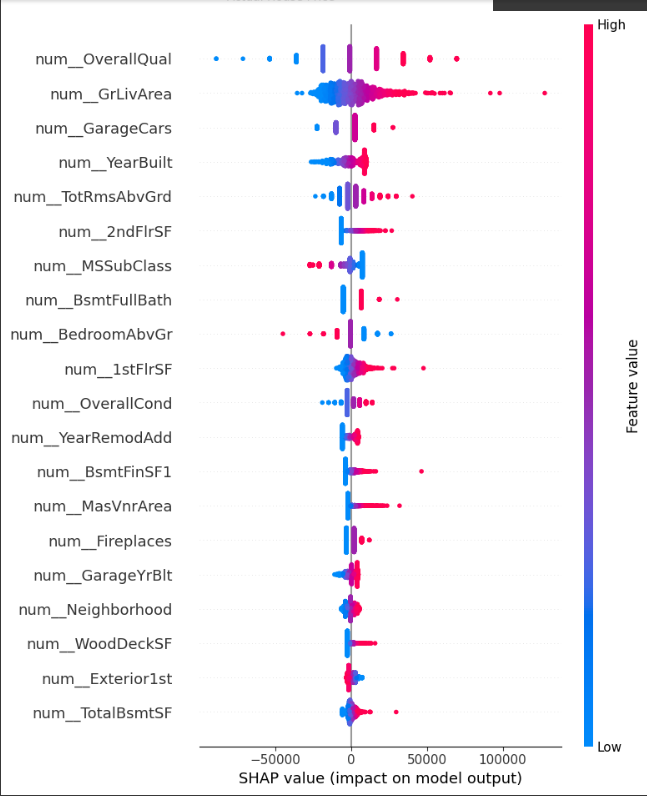 High
num__OverallQual
num__GrLivArea
num__GarageCars
num__YearBuilt
num__TotRmsAbvGrd
num__2ndFlrSF
num__MSSubClass
num__BsmtFullBath
num__BedroomAbvGr
num__1stFlrSF
num__OverallCond
num__YearRemodAdd
num__BsmtFinSF1
num__MasVnrArea
num__Fireplaces
num__GarageYrBlt
num__Neighborhood
num__WoodDeckSF
num__Exterior1st
num__TotalBsmtSF
Feature value
Low
−50000 0 50000 100000
SHAP value (impact on model output)